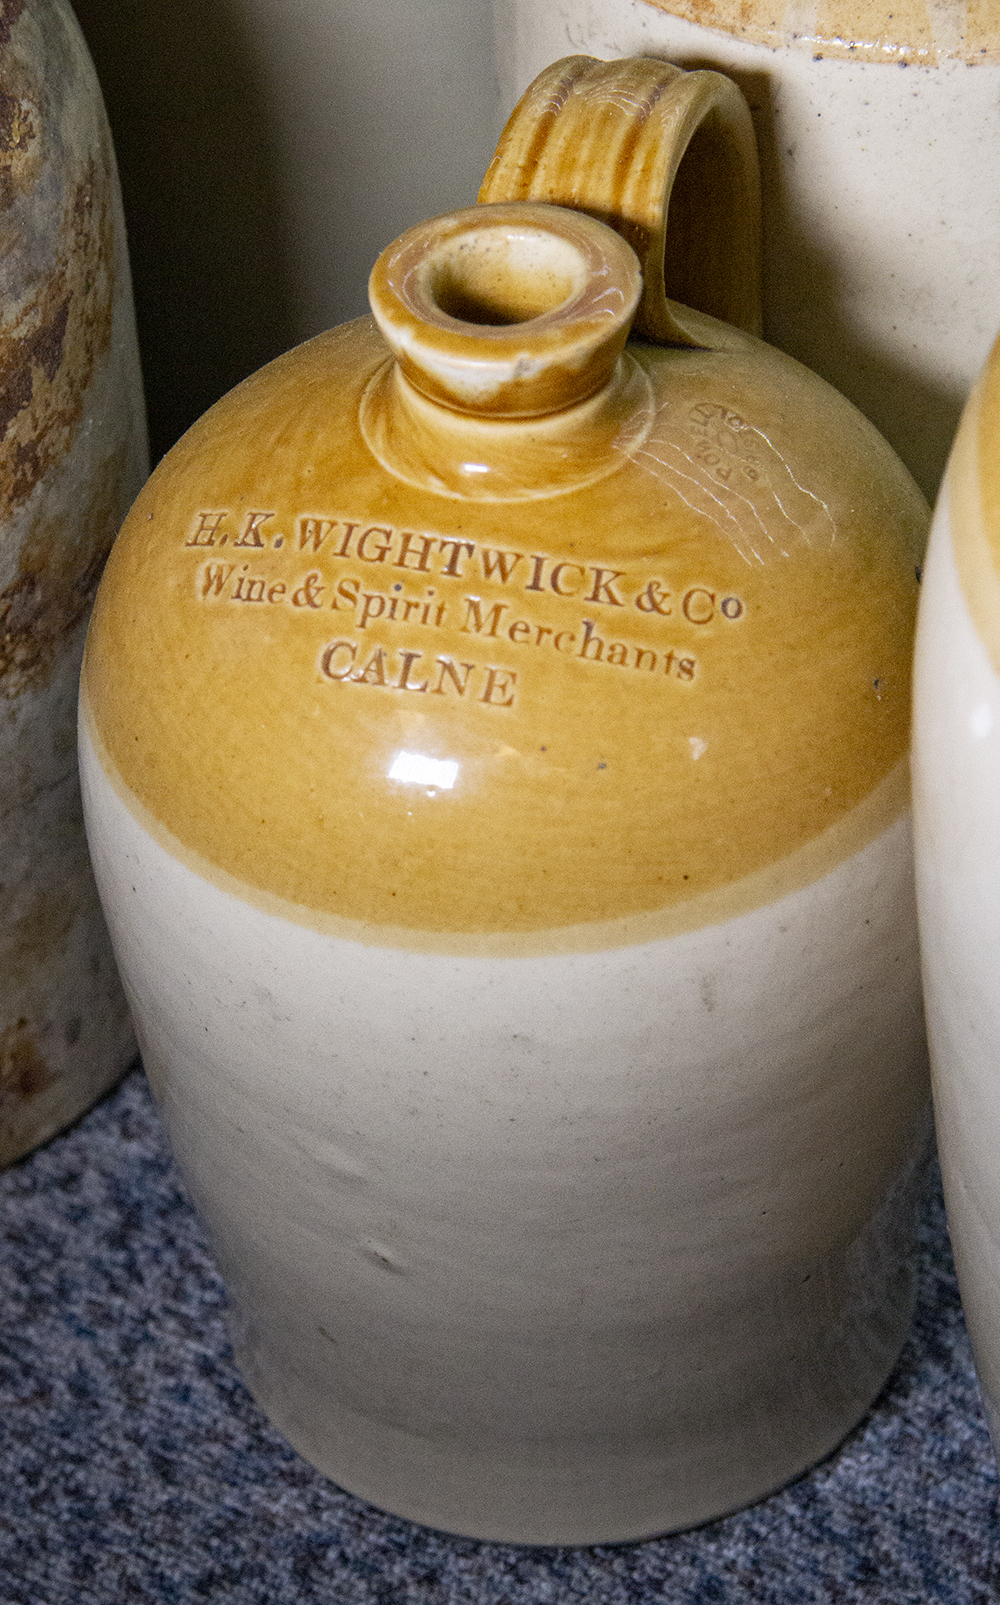 H.K. WIGHTWICK & Co
Wine & Spirit Merchants
CALNE